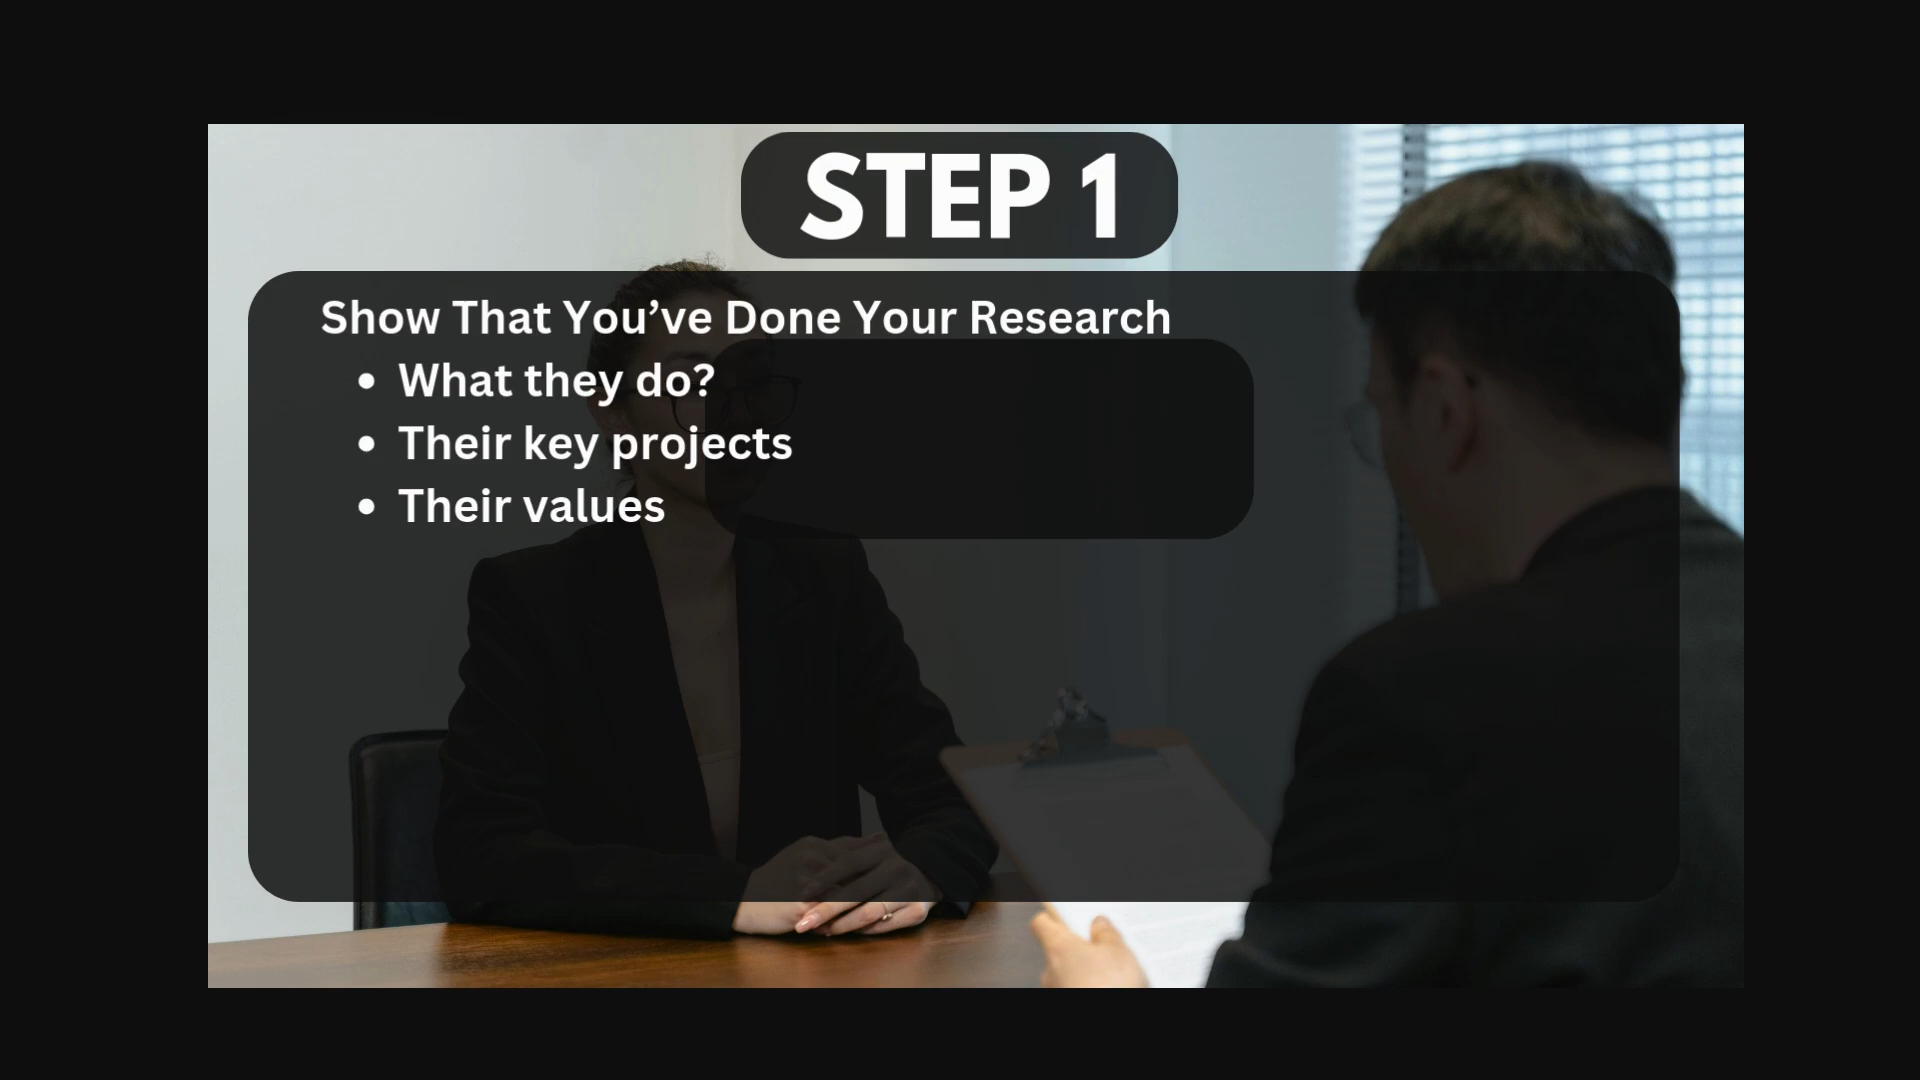 STEP 1
Show That You’ve Done Your Research
• What they do?
• Their key projects
• Their values